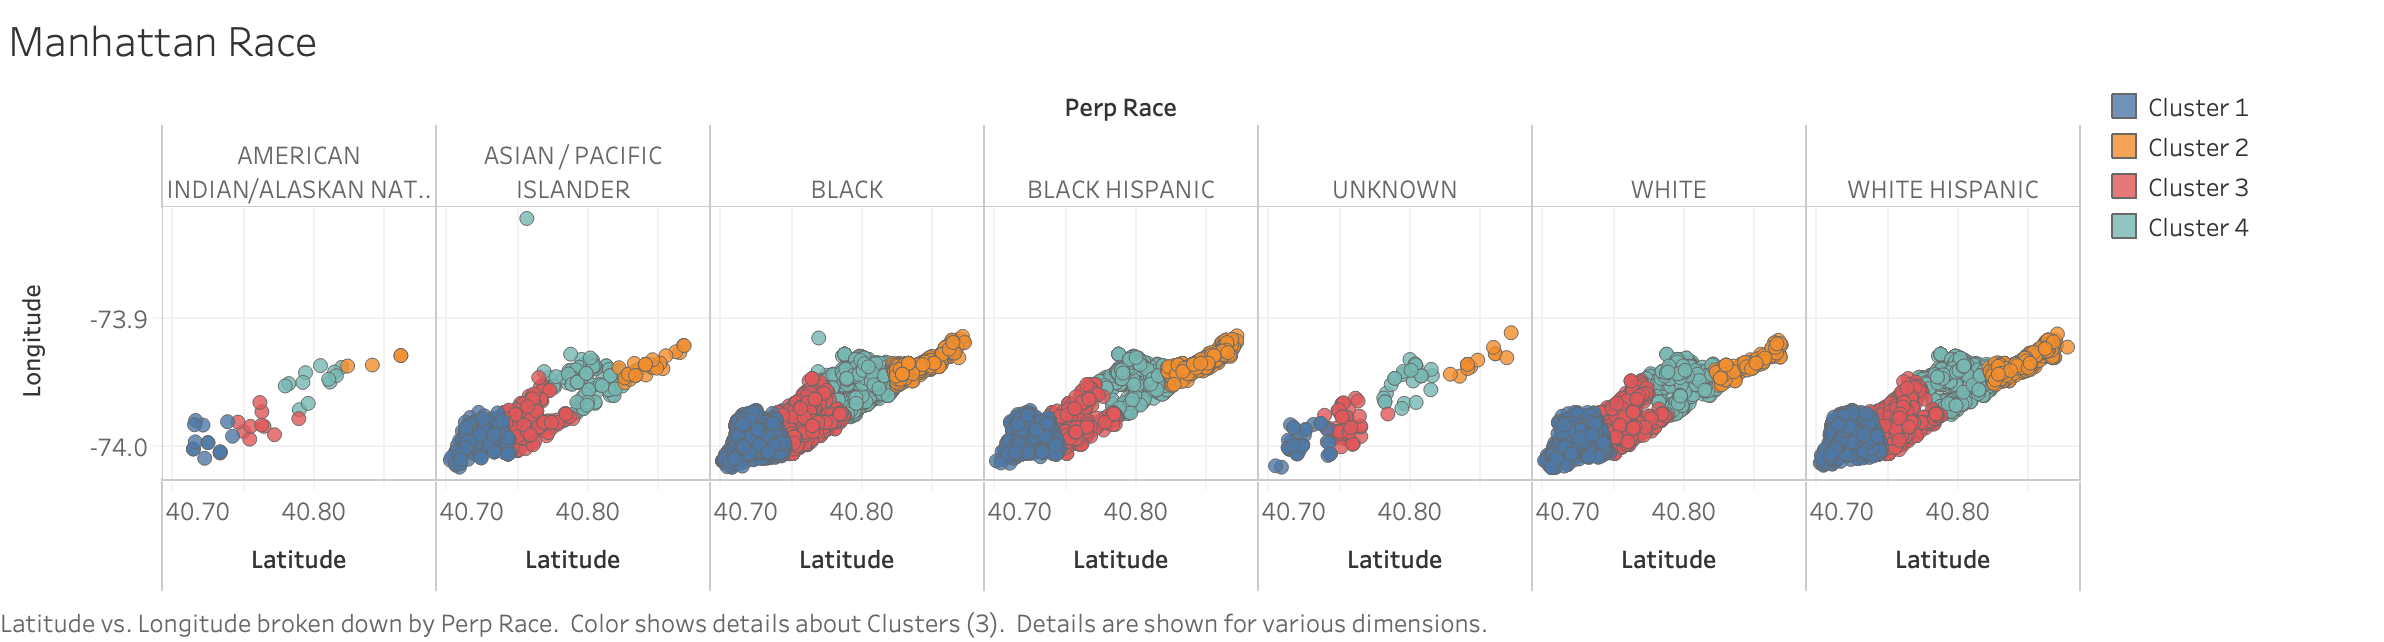 Manhattan Race
Perp Race
AMERICAN INDIAN/ALASKAN NAT..
ASIAN / PACIFIC ISLANDER
BLACK
BLACK HISPANIC
UNKNOWN
WHITE
WHITE HISPANIC
Cluster 1
Cluster 2
Cluster 3
Cluster 4
Longitude
-73.9
-74.0
40.70 40.80 40.70 40.80 40.70 40.80 40.70 40.80 40.70 40.80 40.70 40.80 40.70 40.80
Latitude Latitude Latitude Latitude Latitude Latitude Latitude
Latitude vs. Longitude broken down by Perp Race. Color shows details about Clusters (3). Details are shown for various dimensions.